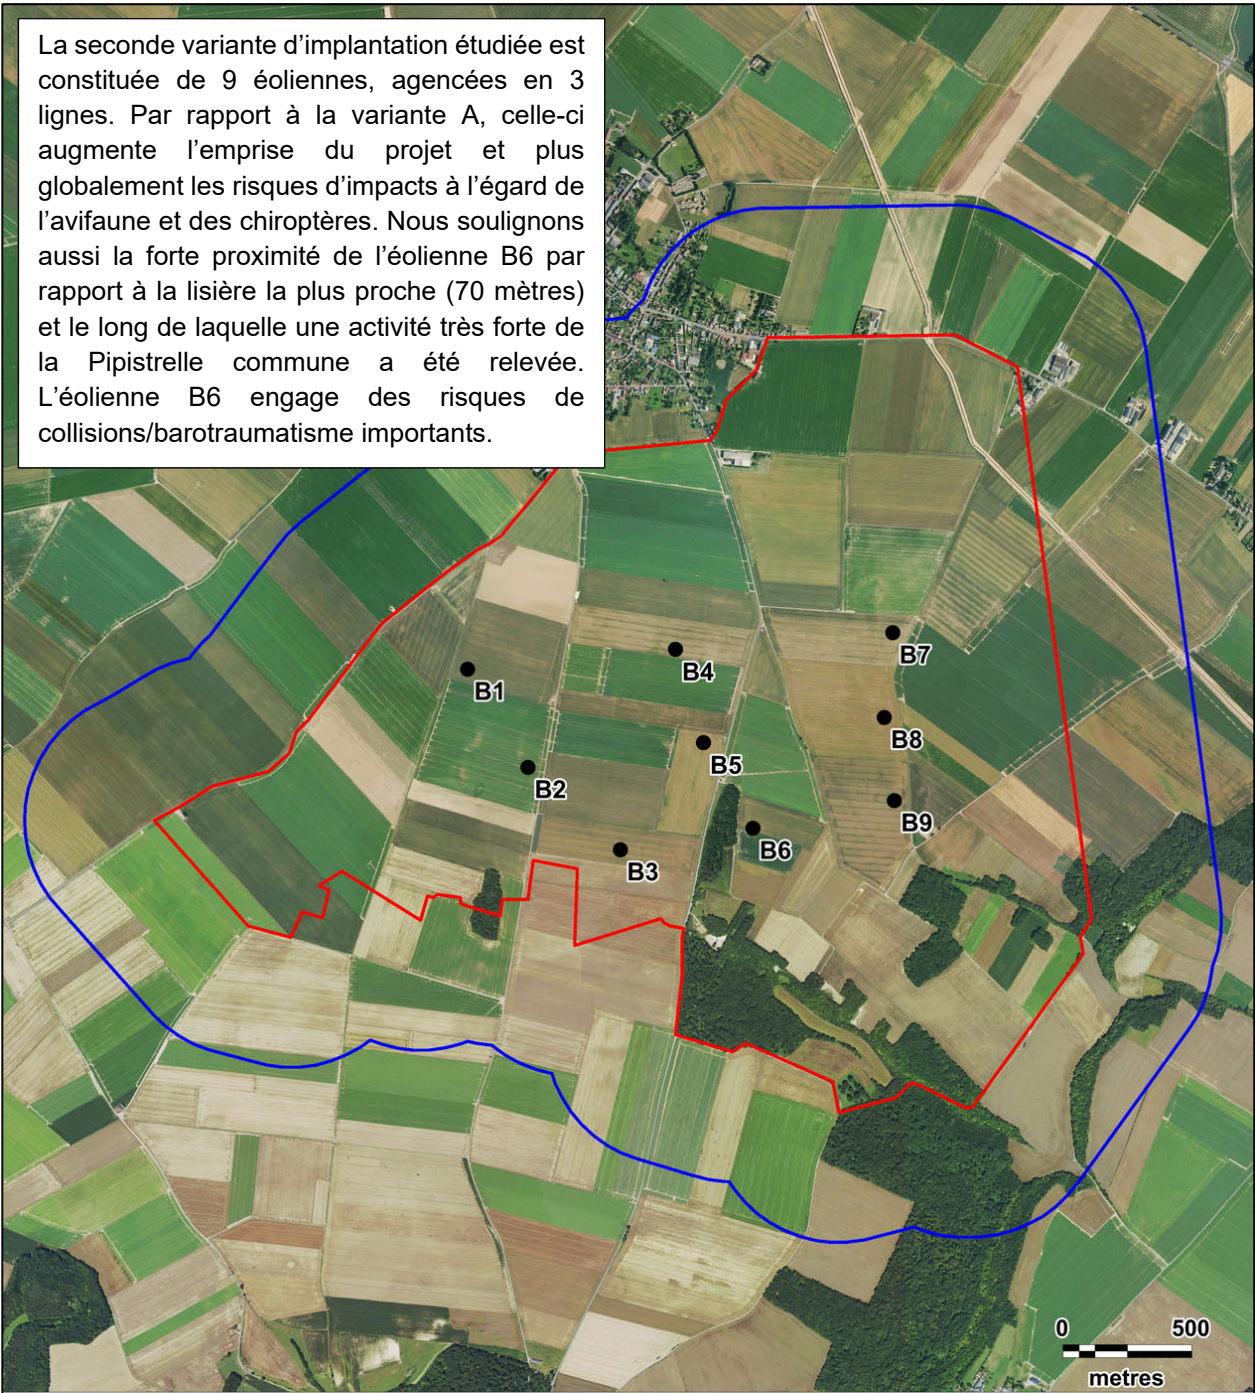 La seconde variante d’implantation étudiée est
constituée de 9 éoliennes, agencées en 3
lignes. Par rapport à la variante A, celle-ci
augmente l’emprise du projet et plus
globalement les risques d’impacts à l’égard de
l’avifaune et des chiroptères. Nous soulignons
aussi la forte proximité de l’éolienne B6 par
rapport à la lisière la plus proche (70 mètres)
et le long de laquelle une activité très forte de
la Pipistrelle commune a été relevée.
L’éolienne B6 engage des risques de
collisions/barotraumatisme importants.
B7
B4
B1
B8
B5
B2
B9
B6
B3
0 500
metres